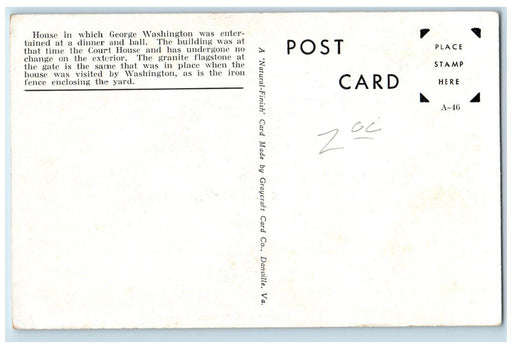 House in which George Washington was enter-
tained at a dinner and ball. The building was at
that time the Court House and has undergone no
change on the exterior. The granite flagstone at
the gate is the same that was in place when the
house was visited by Washington, as is the iron
fence enclosing the yard.
A 'Natural-Finish' Card Made by Graycraft Card Co., Danville, Va.
POST
CARD
PLACE
STAMP
HERE
A-46